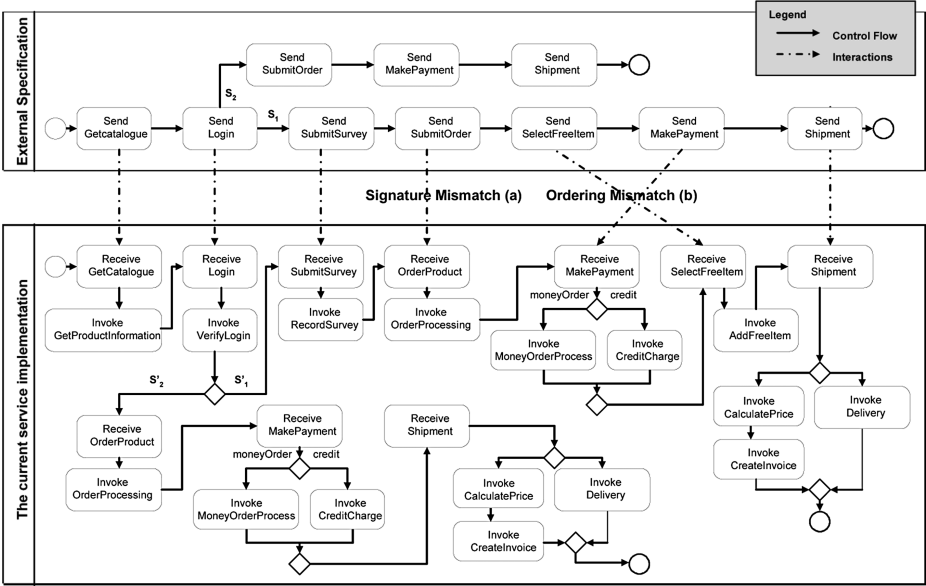 Legend
Control Flow
Interactions
External Specification
Send
SubmitOrder
Send
MakePayment
Send
Shipment
S2
S1
Send
Getcatalogue
Send
Login
Send
SubmitSurvey
Send
SubmitOrder
Send
SelectFreeItem
Send
MakePayment
Send
Shipment
Signature Mismatch (a)
Ordering Mismatch (b)
The current service implementation
Receive
GetCatalogue
Receive
Login
Receive
SubmitSurvey
Receive
OrderProduct
Receive
MakePayment
Receive
SelectFreeItem
Receive
Shipment
moneyOrder
credit
Invoke
GetProductInformation
Invoke
VerifyLogin
Invoke
RecordSurvey
Invoke
OrderProcessing
Invoke
MoneyOrderProcess
Invoke
CreditCharge
Invoke
AddFreeItem
S'2
S'1
Invoke
CalculatePrice
Invoke
Delivery
Invoke
CreateInvoice
Receive
OrderProduct
Receive
MakePayment
Receive
Shipment
moneyOrder
credit
Invoke
OrderProcessing
Invoke
MoneyOrderProcess
Invoke
CreditCharge
Invoke
CalculatePrice
Invoke
Delivery
Invoke
CreateInvoice